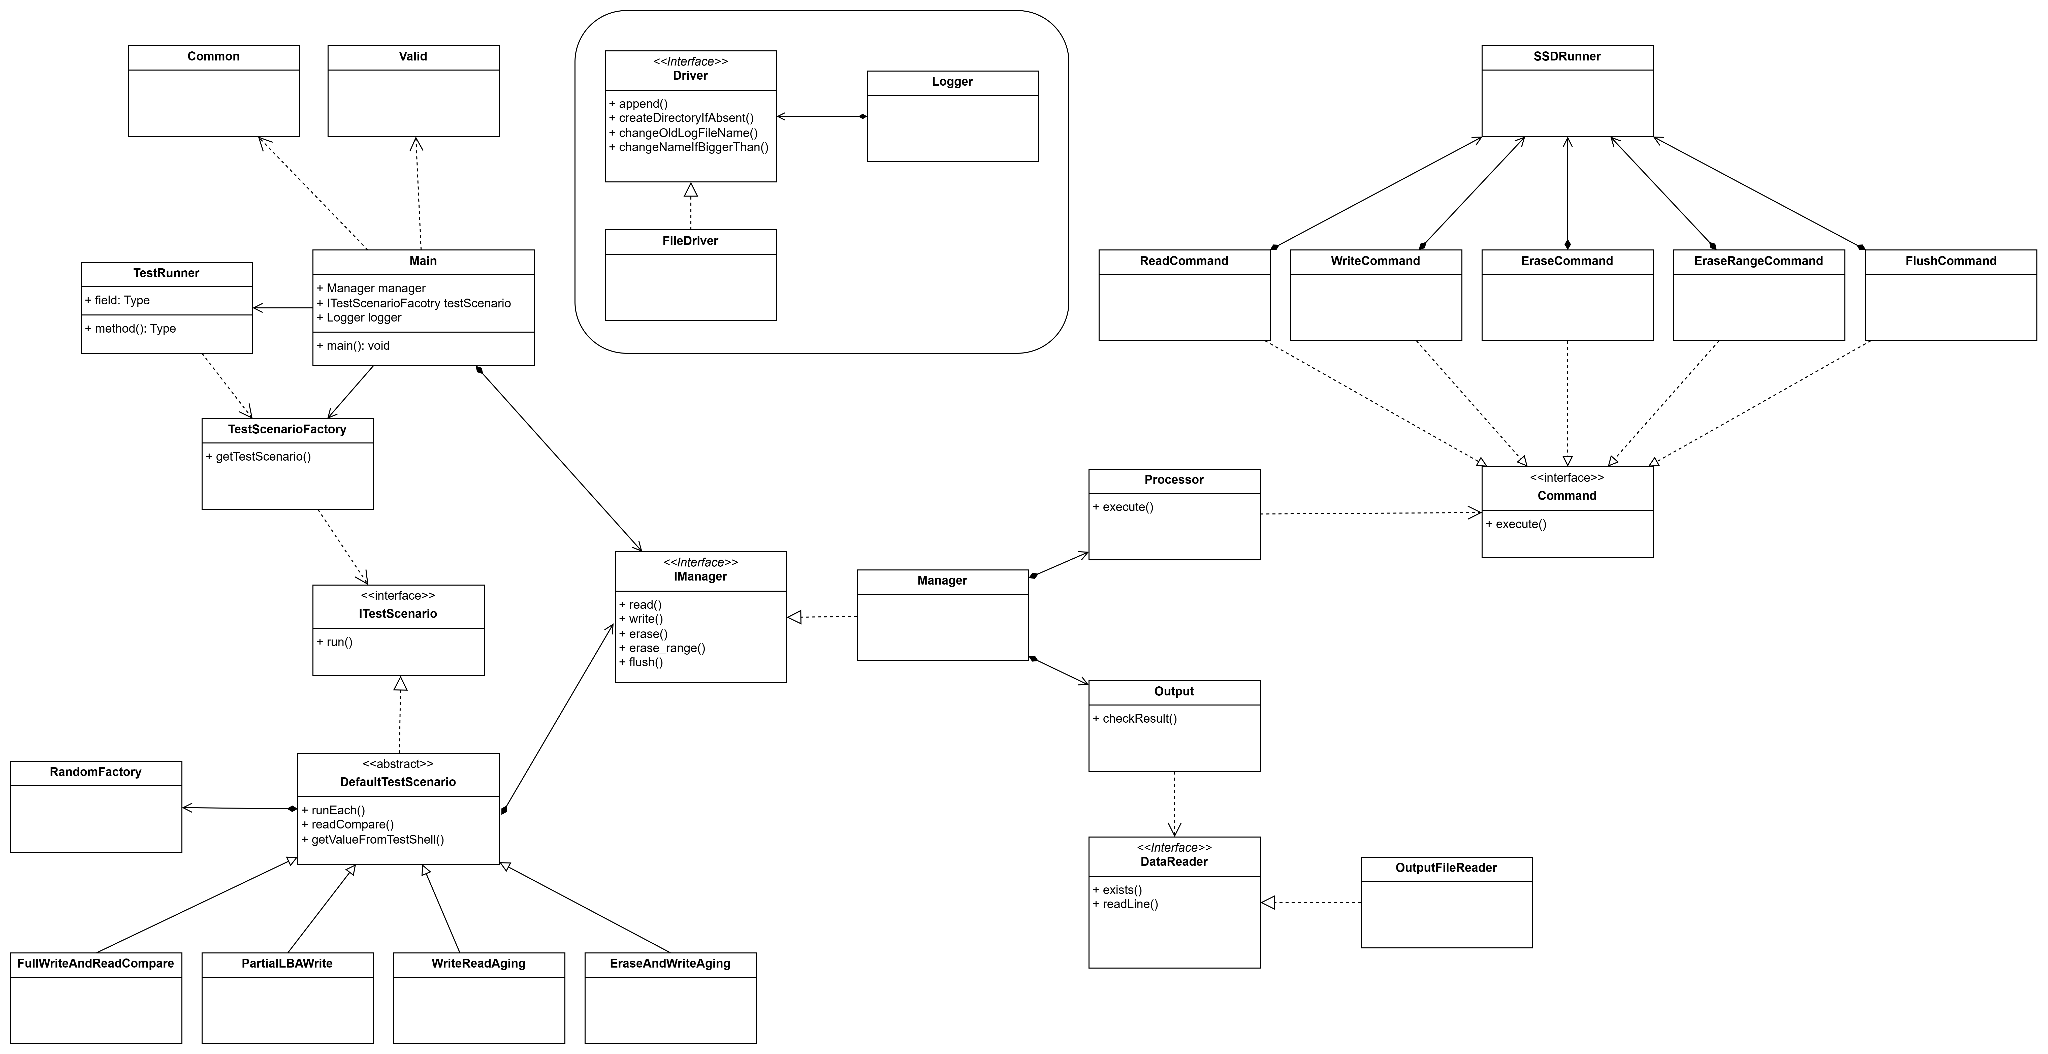 Common
Valid
<<Interface>>
Driver
+ append()
+ createDirectoryIfAbsent()
+ changeOldLogFileName()
+ changeNameIfBiggerThan()
Logger
FileDriver
SSDRunner
ReadCommand
WriteCommand
EraseCommand
EraseRangeCommand
FlushCommand
TestRunner
+ field: Type
+ method(): Type
Main
+ Manager manager
+ ITestScenarioFacotry testScenario
+ Logger logger
+ main(): void
TestScenarioFactory
+ getTestScenario()
<<interface>>
ITestScenario
+ run()
<<Interface>>
IManager
+ read()
+ write()
+ erase()
+ erase_range()
+ flush()
Manager
Processor
+ execute()
<<interface>>
Command
+ execute()
Output
+ checkResult()
RandomFactory
<<abstract>>
DefaultTestScenario
+ runEach()
+ readCompare()
+ getValueFromTestShell()
<<Interface>>
DataReader
+ exists()
+ readLine()
OutputFileReader
FullWriteAndReadCompare
PartialLBAWrite
WriteReadAging
EraseAndWriteAging